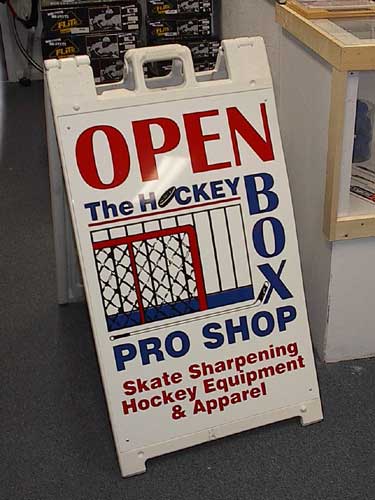 OPEN
The HOCKEY
BOX
PRO SHOP
Skate Sharpening
Hockey Equipment
& Apparel